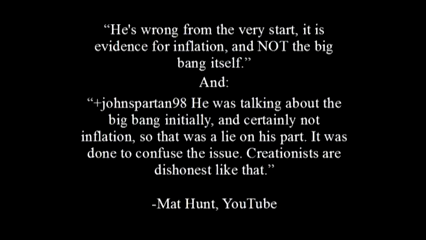 “He's wrong from the very start, it is
evidence for inflation, and NOT the big
bang itself.”
And:
“+johnspartan98 He was talking about the
big bang initially, and certainly not
inflation, so that was a lie on his part. It was
done to confuse the issue. Creationists are
dishonest like that.”
-Mat Hunt, YouTube